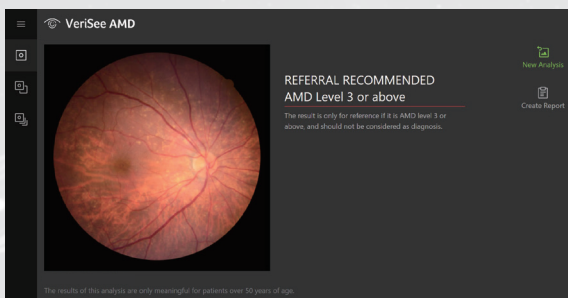 VeriSee AMD
New Analysis
REFERRAL RECOMMENDED
AMD Level 3 or above
Create Report
The result is only for reference if it is AMD level 3 or
above, and should not be considered as diagnosis.
The results of this analysis are only meaningful for patients over 50 years of age.